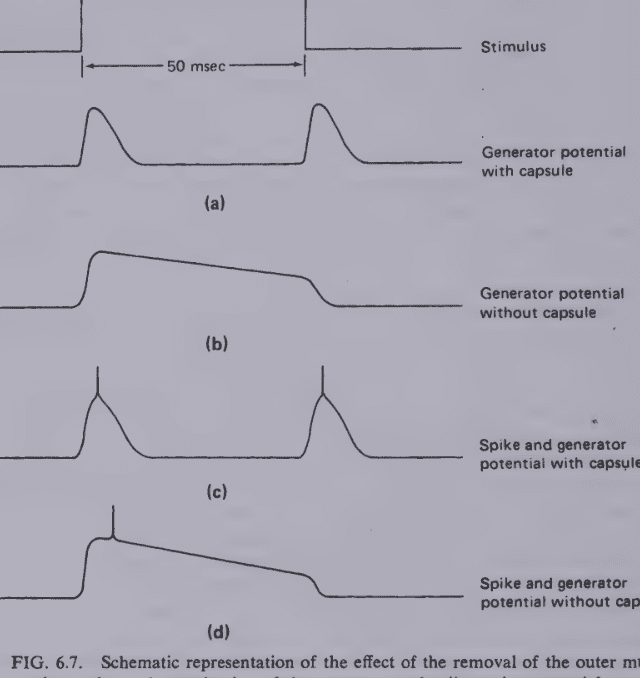 Stimulus
50 msec
Generator potential
with capsule
(a)
Generator potential
without capsule
(b)
Spike and generator
potential with capsule
(c)
Spike and generator
potential without cap
(d)
FIG. 6.7. Schematic representation of the effect of the removal of the outer mu